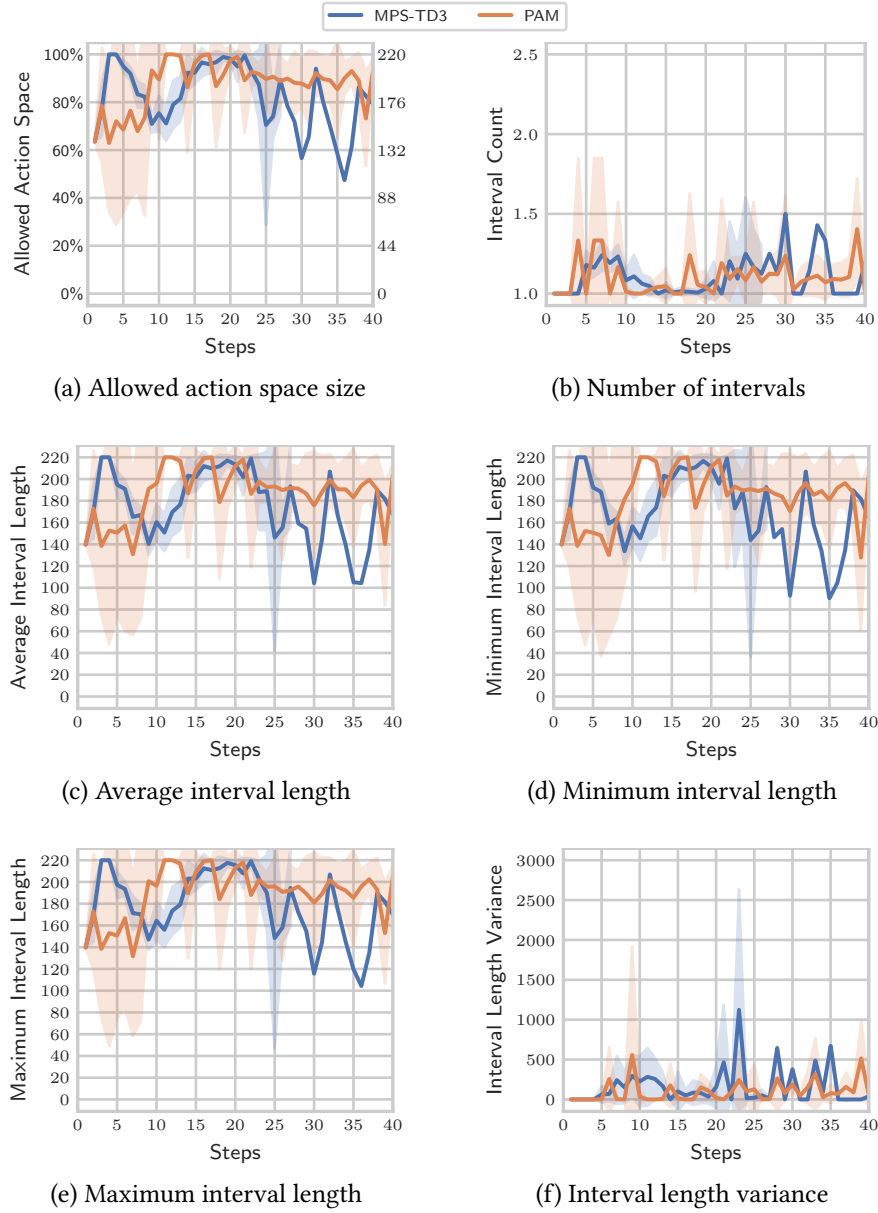 MPS-TD3 PAM
100% 220
80% 176
60% 132
40% 88
20% 44
0% 0
Allowed Action Space
0 5 10 15 20 25 30 35 40
Steps
(a) Allowed action space size
2.5
2.0
1.5
1.0
Interval Count
0 5 10 15 20 25 30 35 40
Steps
(b) Number of intervals
220
200
180
160
140
120
100
80
60
40
20
0
Average Interval Length
0 5 10 15 20 25 30 35 40
Steps
(c) Average interval length
220
200
180
160
140
120
100
80
60
40
20
0
Minimum Interval Length
0 5 10 15 20 25 30 35 40
Steps
(d) Minimum interval length
220
200
180
160
140
120
100
80
60
40
20
0
Maximum Interval Length
0 5 10 15 20 25 30 35 40
Steps
(e) Maximum interval length
3000
2500
2000
1500
1000
500
0
Interval Length Variance
0 5 10 15 20 25 30 35 40
Steps
(f) Interval length variance